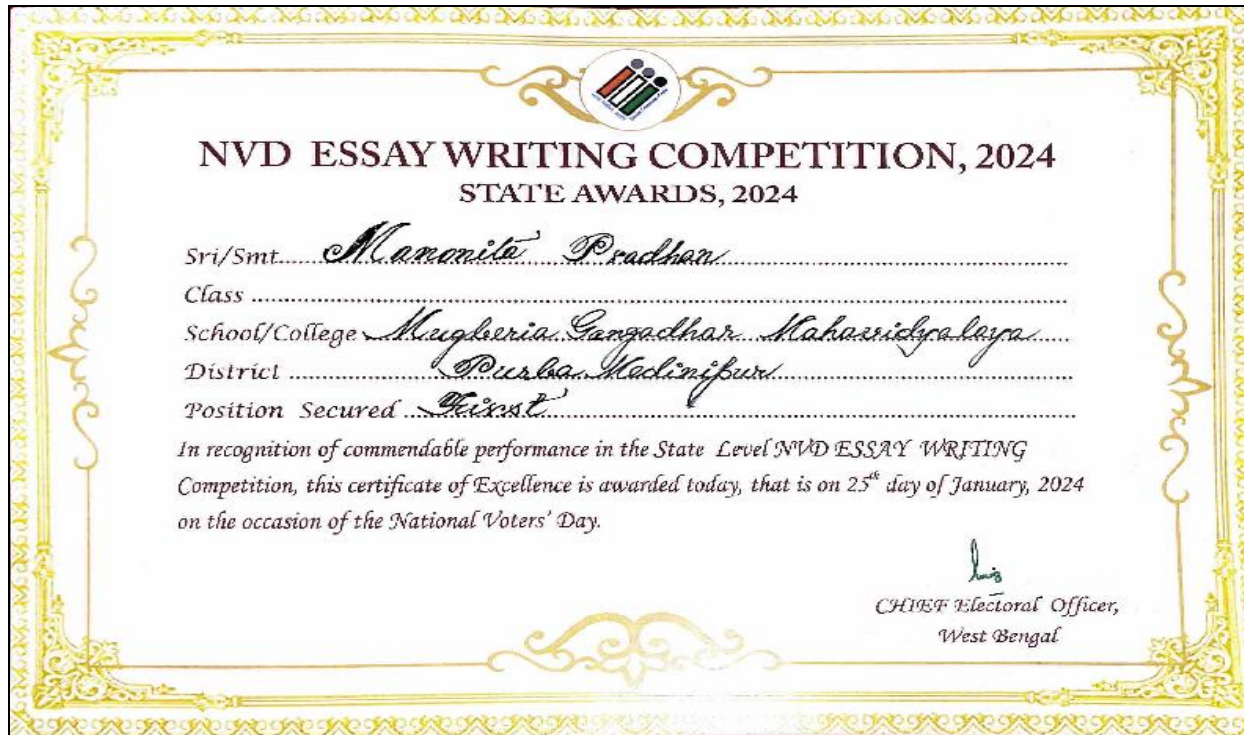 NVD ESSAY WRITING COMPETITION, 2024
STATE AWARDS, 2024
Sri/Smt. Manonita Pradhan
Class
School/College Mugberia Gangadhar Mahavidyalaya
District Purba Medinipur
Position Secured First
In recognition of commendable performance in the State Level NVD ESSAY WRITING
Competition, this certificate of Excellence is awarded today, that is on 25th day of January, 2024
on the occasion of the National Voters' Day.
CHIEF Electoral Officer,
West Bengal